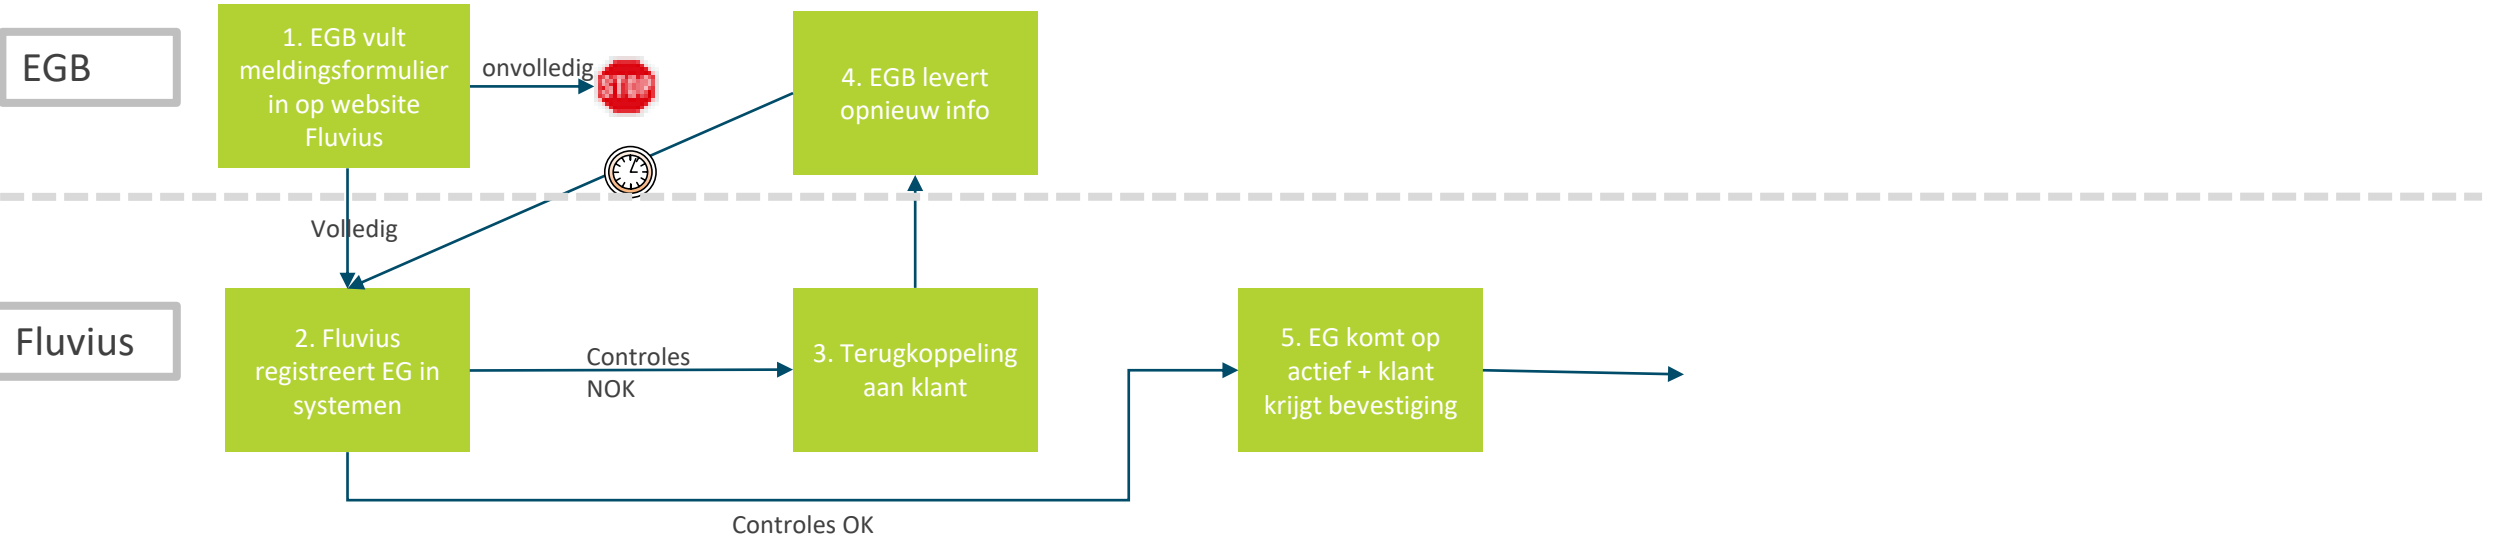 EGB
1. EGB vult
meldingsformulier
in op website
Fluvius
onvolledig
STOP
4. EGB levert
opnieuw info
Volledig
Fluvius
2. Fluvius
registreert EG in
systemen
Controles
NOK
3. Terugkoppeling
aan klant
5. EG komt op
actief + klant
krijgt bevestiging
Controles OK